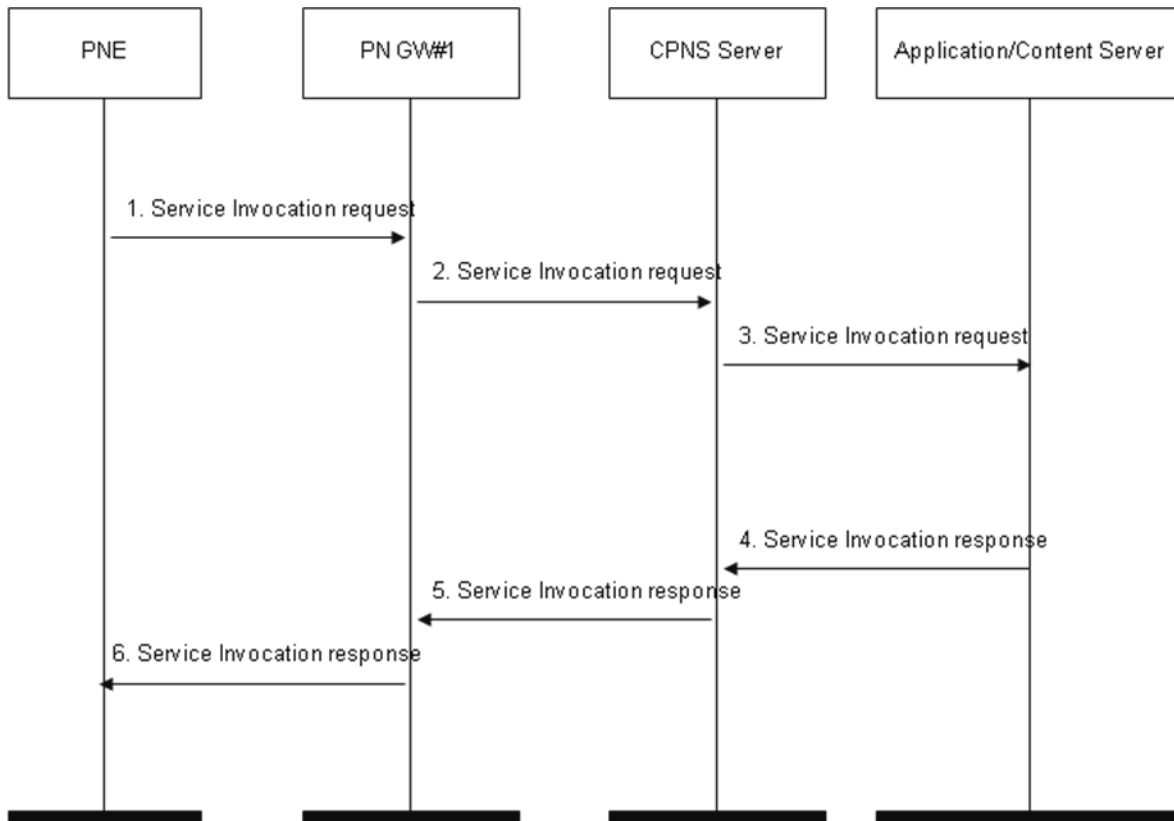 PNE
PN GW#1
CPNS Server
Application/Content Server
1. Service Invocation request
2. Service Invocation request
3. Service Invocation request
4. Service Invocation response
5. Service Invocation response
6. Service Invocation response